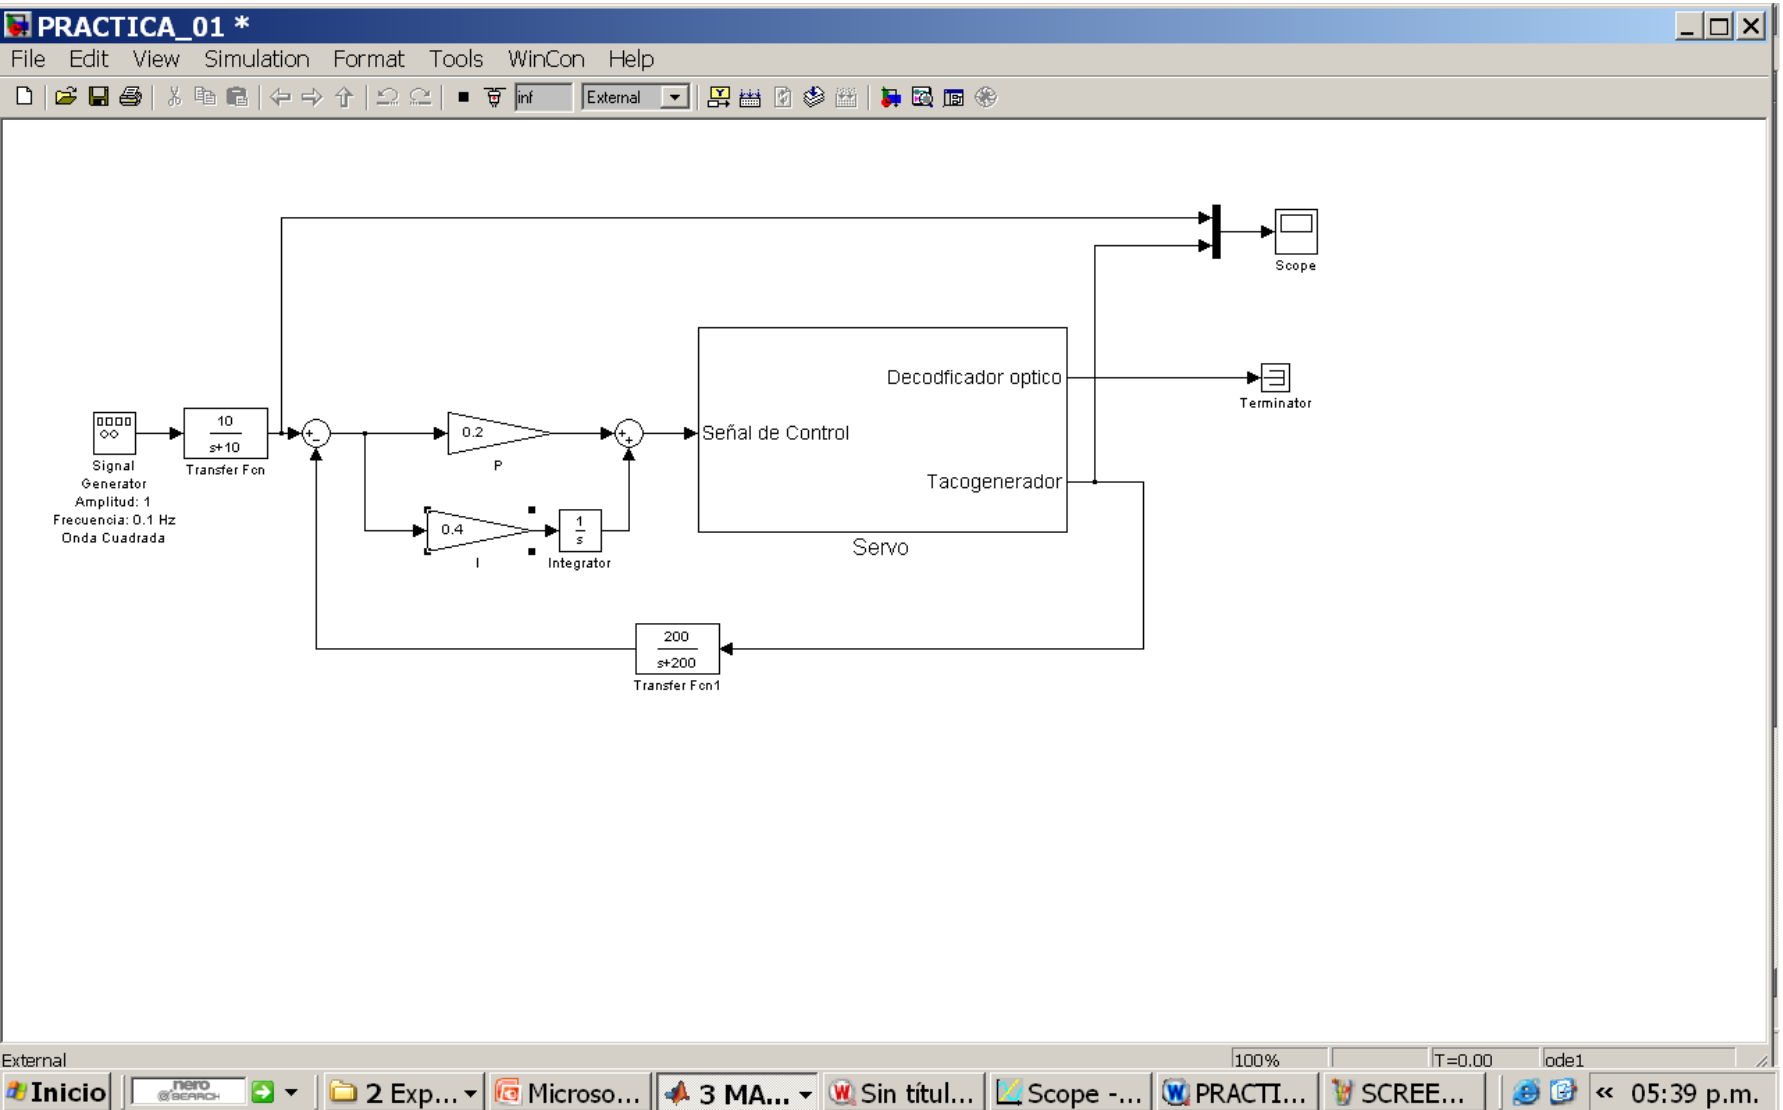 PRACTICA_01 *
File Edit View Simulation Format Tools WinCon Help
inf External
Scope
Decodficador optico
Terminator
10
s+10
Transfer Fcn
Signal
Generator
Amplitud: 1
Frecuencia: 0.1 Hz
Onda Cuadrada
0.2
P
Señal de Control
Tacogenerador
Servo
0.4
I
1
s
Integrator
200
s+200
Transfer Fcn1
External 100% T=0.00 ode1
Inicio nero SEARCH 2 Exp... Microso... 3 MA... Sin títul... Scope -... PRACTI... SCREE... « 05:39 p.m.